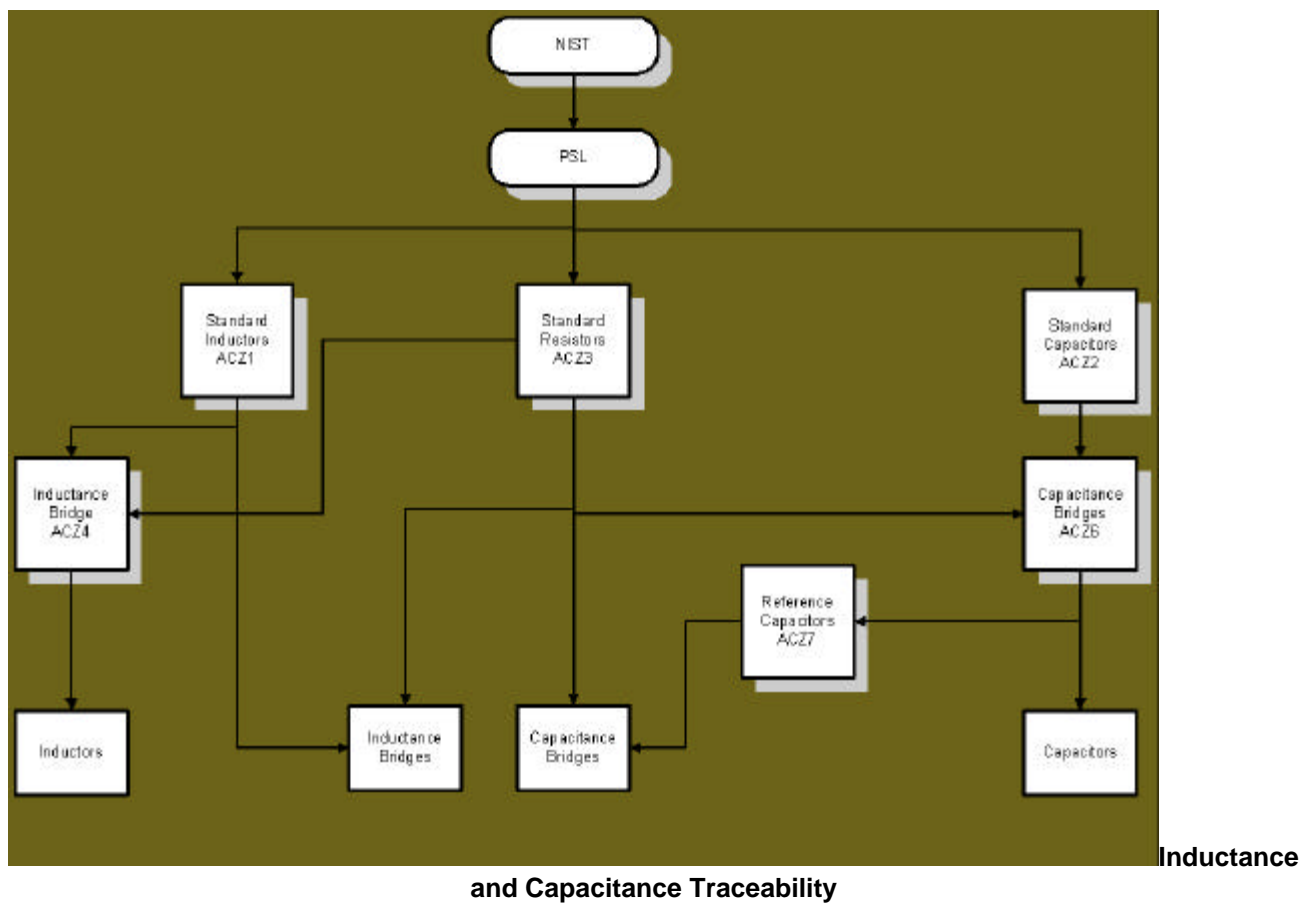 NIST
PSL
Standard
Inductors
ACZ1
Standard
Resistors
ACZ3
Standard
Capacitors
ACZ2
Inductance
Bridge
ACZ4
Capacitance
Bridges
ACZ6
Reference
Capacitors
ACZ7
Inductors
Inductance
Bridges
Capacitance
Bridges
Capacitors
Inductance
and Capacitance Traceability